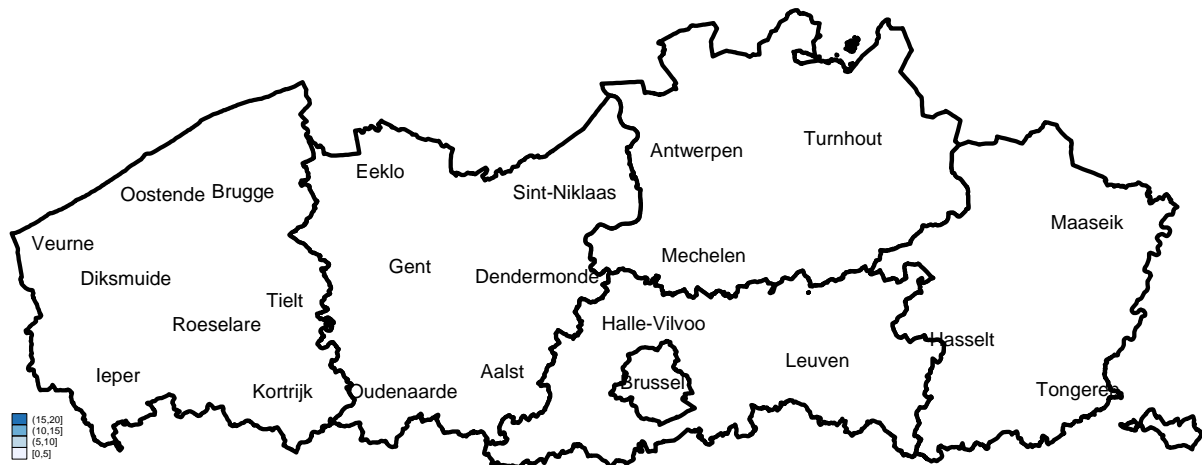 Turnhout
Antwerpen
Eeklo
Oostende Brugge
Sint-Niklaas
Maaseik
Veurne
Mechelen
Gent
Diksmuide
Dendermonde
Tielt
Roeselare
Halle-Vilvoo
Hasselt
Leuven
Aalst
Ieper
Brussel
Kortrijk
Oudenaarde
Tongeren
(15,20]
(10,15]
(5,10]
[0,5]